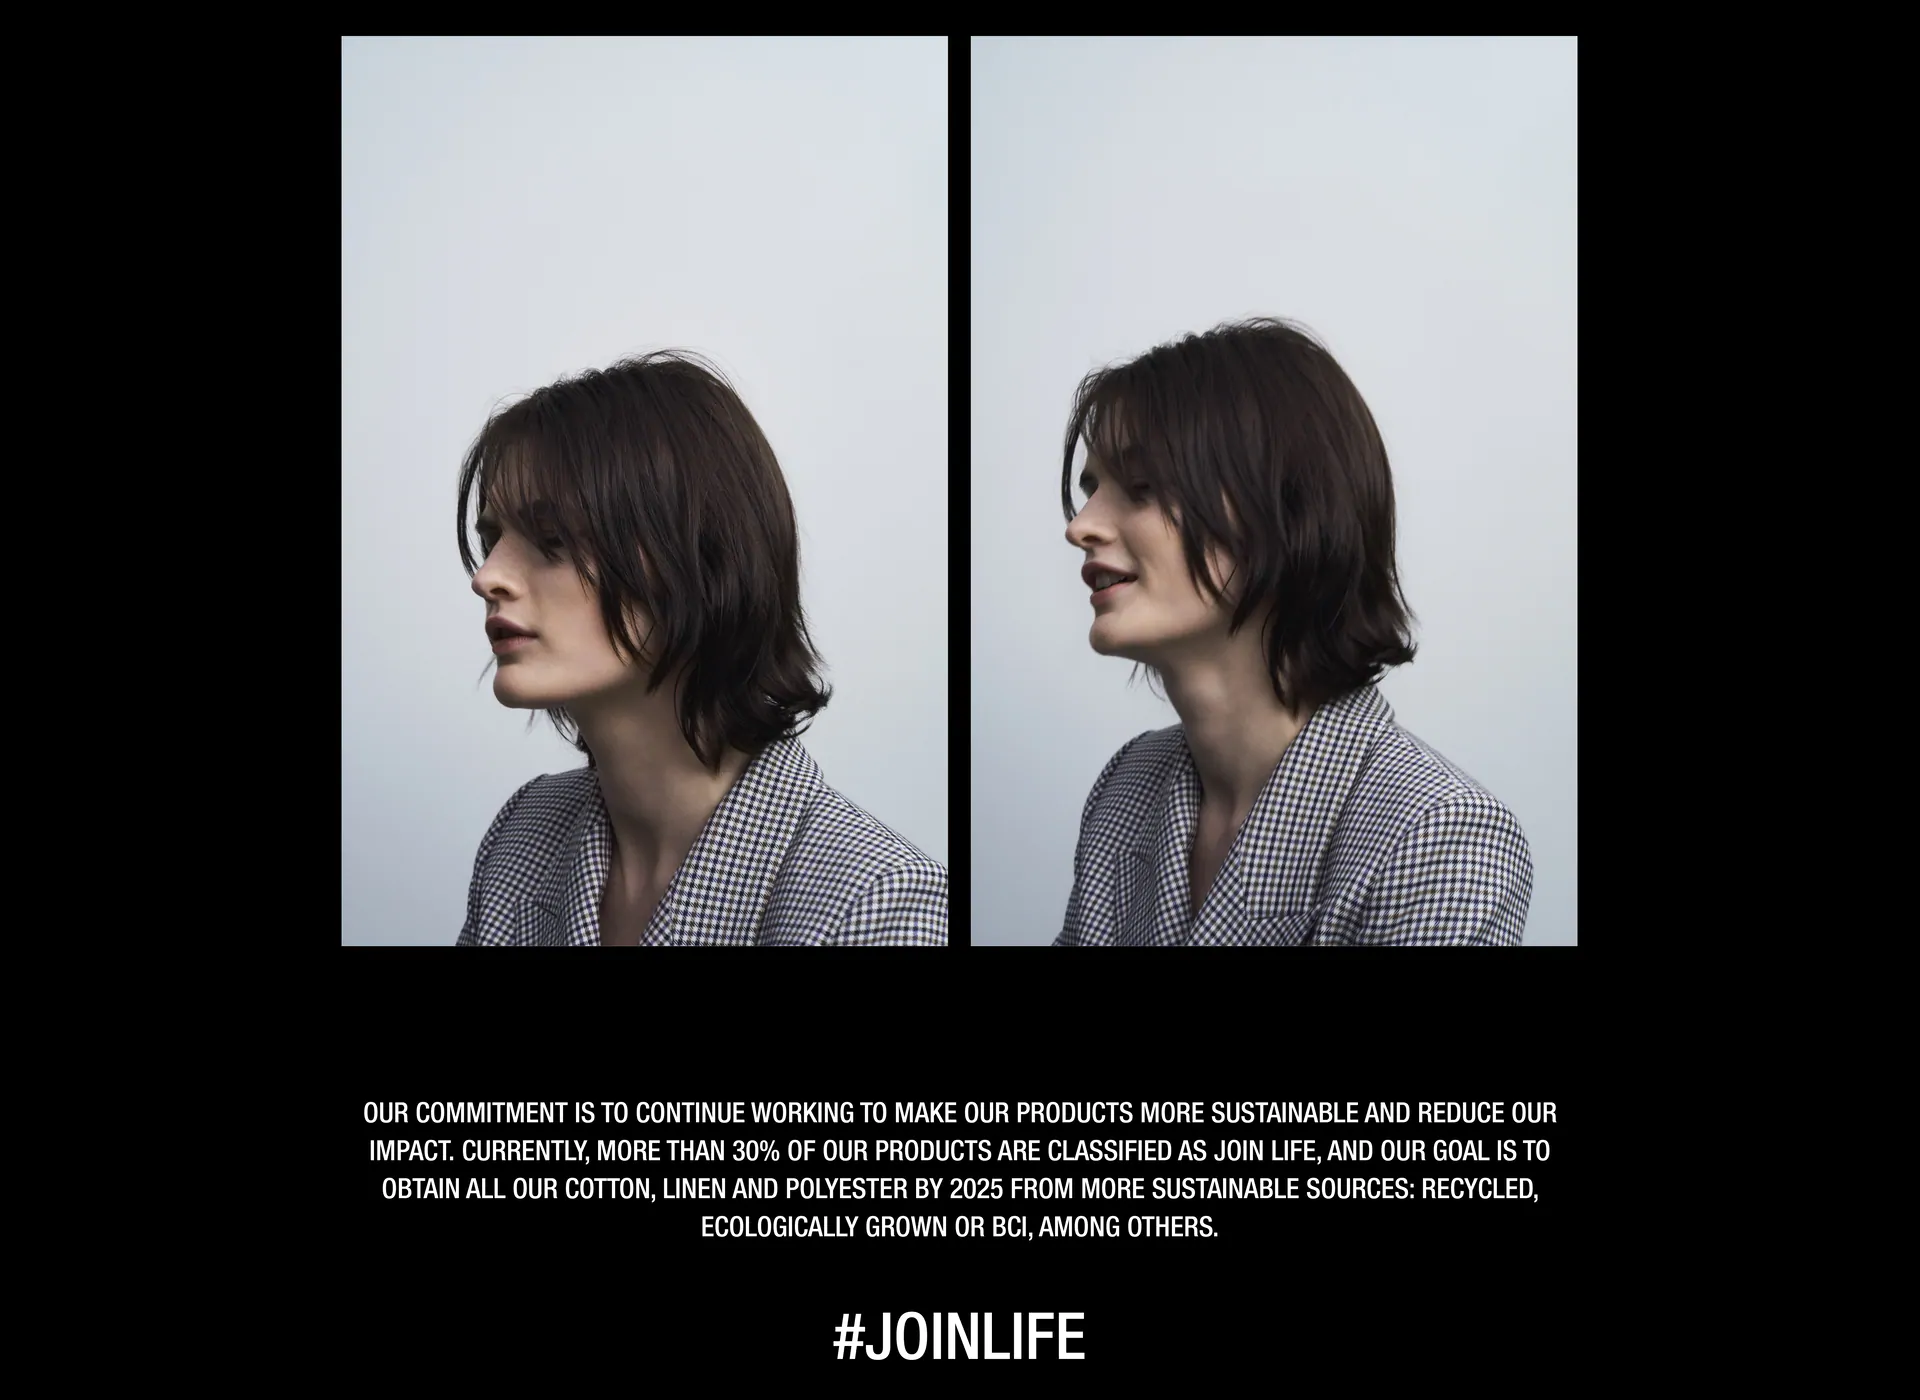 OUR COMMITMENT IS TO CONTINUE WORKING TO MAKE OUR PRODUCTS MORE SUSTAINABLE AND REDUCE OUR
IMPACT. CURRENTLY, MORE THAN 30% OF OUR PRODUCTS ARE CLASSIFIED AS JOIN LIFE, AND OUR GOAL IS TO
OBTAIN ALL OUR COTTON, LINEN AND POLYESTER BY 2025 FROM MORE SUSTAINABLE SOURCES: RECYCLED,
ECOLOGICALLY GROWN OR BCI, AMONG OTHERS.
#JOINLIFE